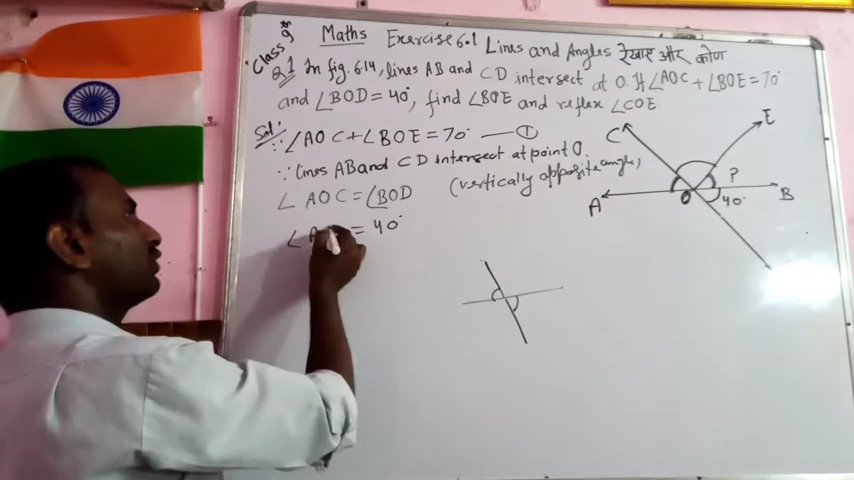 Maths Exercise 6.1 Lines and Angles रेखाएं और कोण
Class 9th
Q.1 In fig. 6.14, lines AB and CD intersect at O. If ∠AOC + ∠BOE = 70°
and ∠BOD = 40°, find ∠BOE and reflex ∠COE.
Sol: ∵ ∠AOC + ∠BOE = 70° — ①
∵ lines AB and CD intersect at point O.
∠AOC = ∠BOD (vertically opposite angle)
∠A = 40°
C
E
?
A
O
40°
B